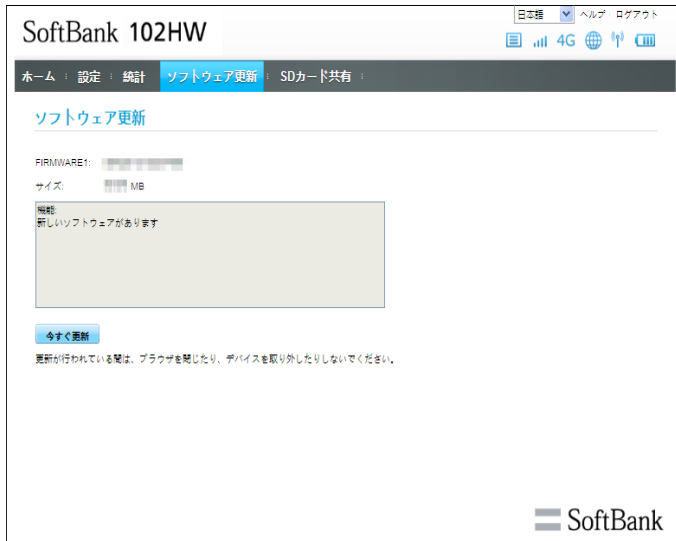 日本語 ヘルプ ログアウト
SoftBank 102HW
4G
ホーム 設定 統計 ソフトウェア更新 SDカード共有
ソフトウェア更新
FIRMWARE1:
サイズ: MB
機能:
新しいソフトウェアがあります
今すぐ更新
更新が行われている間は、ブラウザを閉じたり、デバイスを取り外したりしないでください。
SoftBank